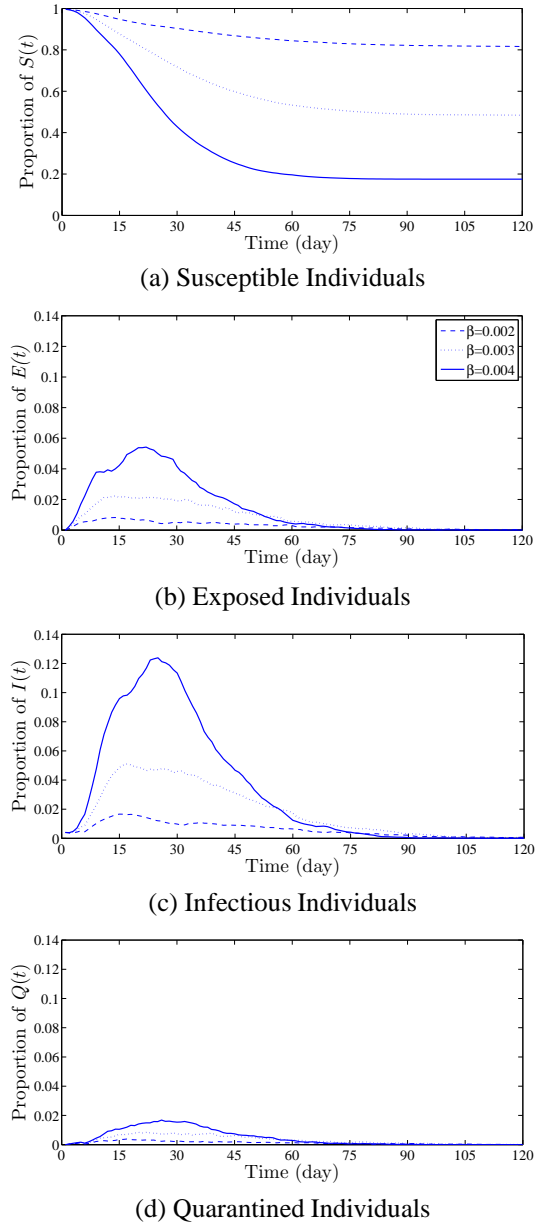 1
0.8
0.6
0.4
0.2
0
Proportion of S(t)
0 15 30 45 60 75 90 105 120
Time (day)
(a) Susceptible Individuals
0.14
0.12
0.1
0.08
0.06
0.04
0.02
0
Proportion of E(t)
β=0.002
β=0.003
β=0.004
0 15 30 45 60 75 90 105 120
Time (day)
(b) Exposed Individuals
0.14
0.12
0.1
0.08
0.06
0.04
0.02
0
Proportion of I(t)
0 15 30 45 60 75 90 105 120
Time (day)
(c) Infectious Individuals
0.14
0.12
0.1
0.08
0.06
0.04
0.02
0
Proportion of Q(t)
0 15 30 45 60 75 90 105 120
Time (day)
(d) Quarantined Individuals